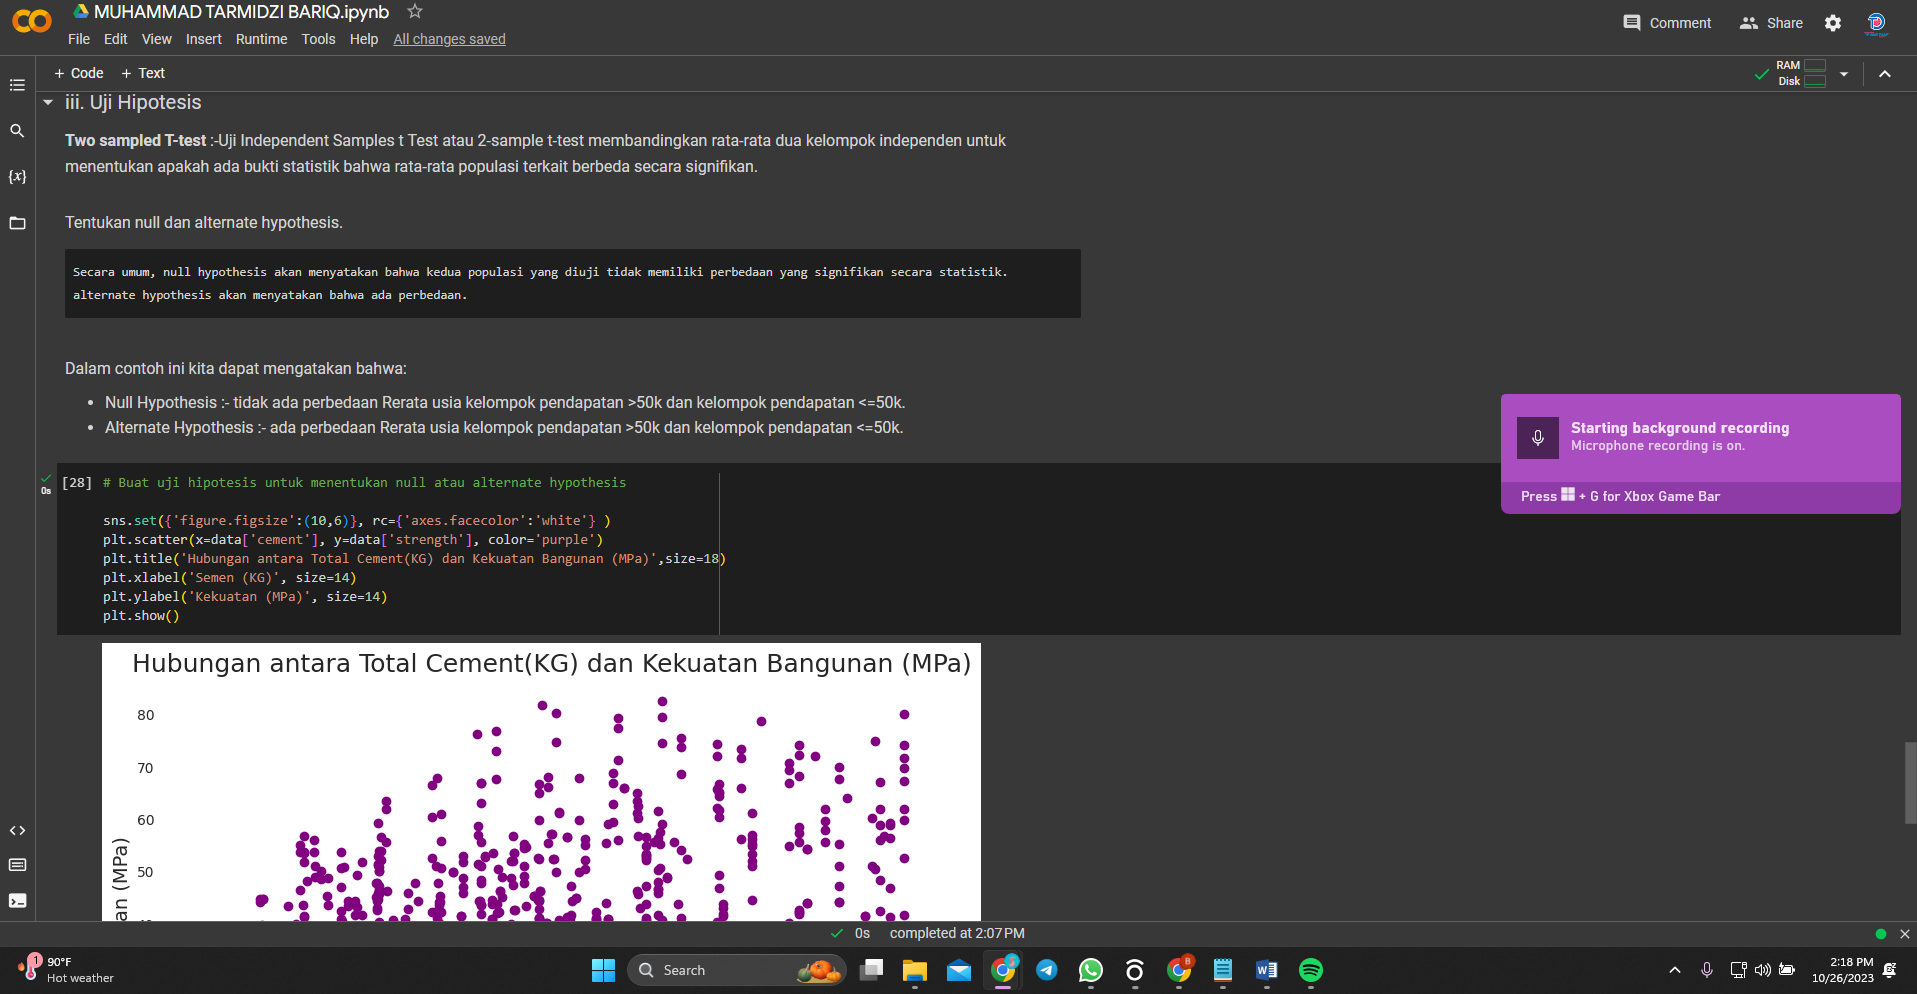 MUHAMMAD TARMIDZI BARIQ.ipynb
File Edit View Insert Runtime Tools Help All changes saved
Comment Share
+ Code + Text
RAM
Disk
iii. Uji Hipotesis
Two sampled T-test :-Uji Independent Samples t Test atau 2-sample t-test membandingkan rata-rata dua kelompok independen untuk
menentukan apakah ada bukti statistik bahwa rata-rata populasi terkait berbeda secara signifikan.
Tentukan null dan alternate hypothesis.
Secara umum, null hypothesis akan menyatakan bahwa kedua populasi yang diuji tidak memiliki perbedaan yang signifikan secara statistik.
alternate hypothesis akan menyatakan bahwa ada perbedaan.
Dalam contoh ini kita dapat mengatakan bahwa:
• Null Hypothesis :- tidak ada perbedaan Rerata usia kelompok pendapatan >50k dan kelompok pendapatan <=50k.
• Alternate Hypothesis :- ada perbedaan Rerata usia kelompok pendapatan >50k dan kelompok pendapatan <=50k.
Starting background recording
Microphone recording is on.
Press + G for Xbox Game Bar
0s
[28] # Buat uji hipotesis untuk menentukan null atau alternate hypothesis
sns.set({'figure.figsize':(10,6)}, rc={'axes.facecolor':'white'} )
plt.scatter(x=data['cement'], y=data['strength'], color='purple')
plt.title('Hubungan antara Total Cement(KG) dan Kekuatan Bangunan (MPa)',size=18)
plt.xlabel('Semen (KG)', size=14)
plt.ylabel('Kekuatan (MPa)', size=14)
plt.show()
Hubungan antara Total Cement(KG) dan Kekuatan Bangunan (MPa)
80
70
60
50
an (MPa)
0s completed at 2:07 PM
1
90°F
Hot weather
Search
2:18 PM
10/26/2023